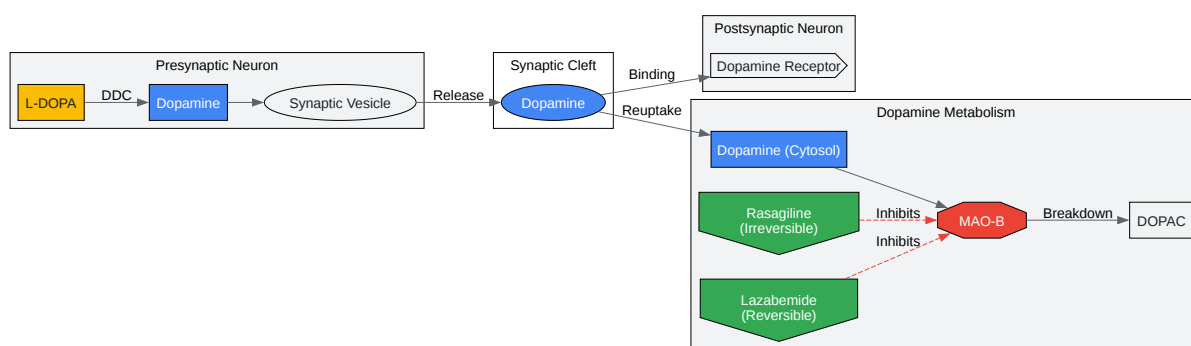 Presynaptic Neuron
L-DOPA
DDC
Dopamine
Synaptic Vesicle
Release
Synaptic Cleft
Dopamine
Binding
Reuptake
Postsynaptic Neuron
Dopamine Receptor
Dopamine Metabolism
Dopamine (Cytosol)
Rasagiline
(Irreversible)
Inhibits
Lazabemide
(Reversible)
Inhibits
MAO-B
Breakdown
DOPAC